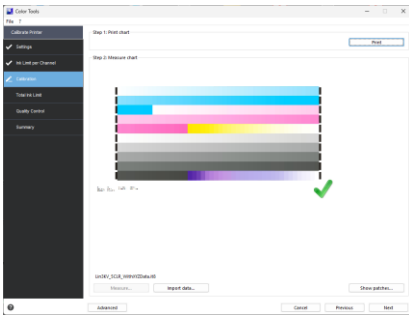 Color Tools
File ?
Calibrate Printer
Settings
Ink Limit per Channel
Calibration
Total Ink Limit
Quality Control
Summary
Step 1: Print chart
Print
Step 2: Measure chart
Measure...
Import data...
Show patches...
Advanced
Cancel
Previous
Next